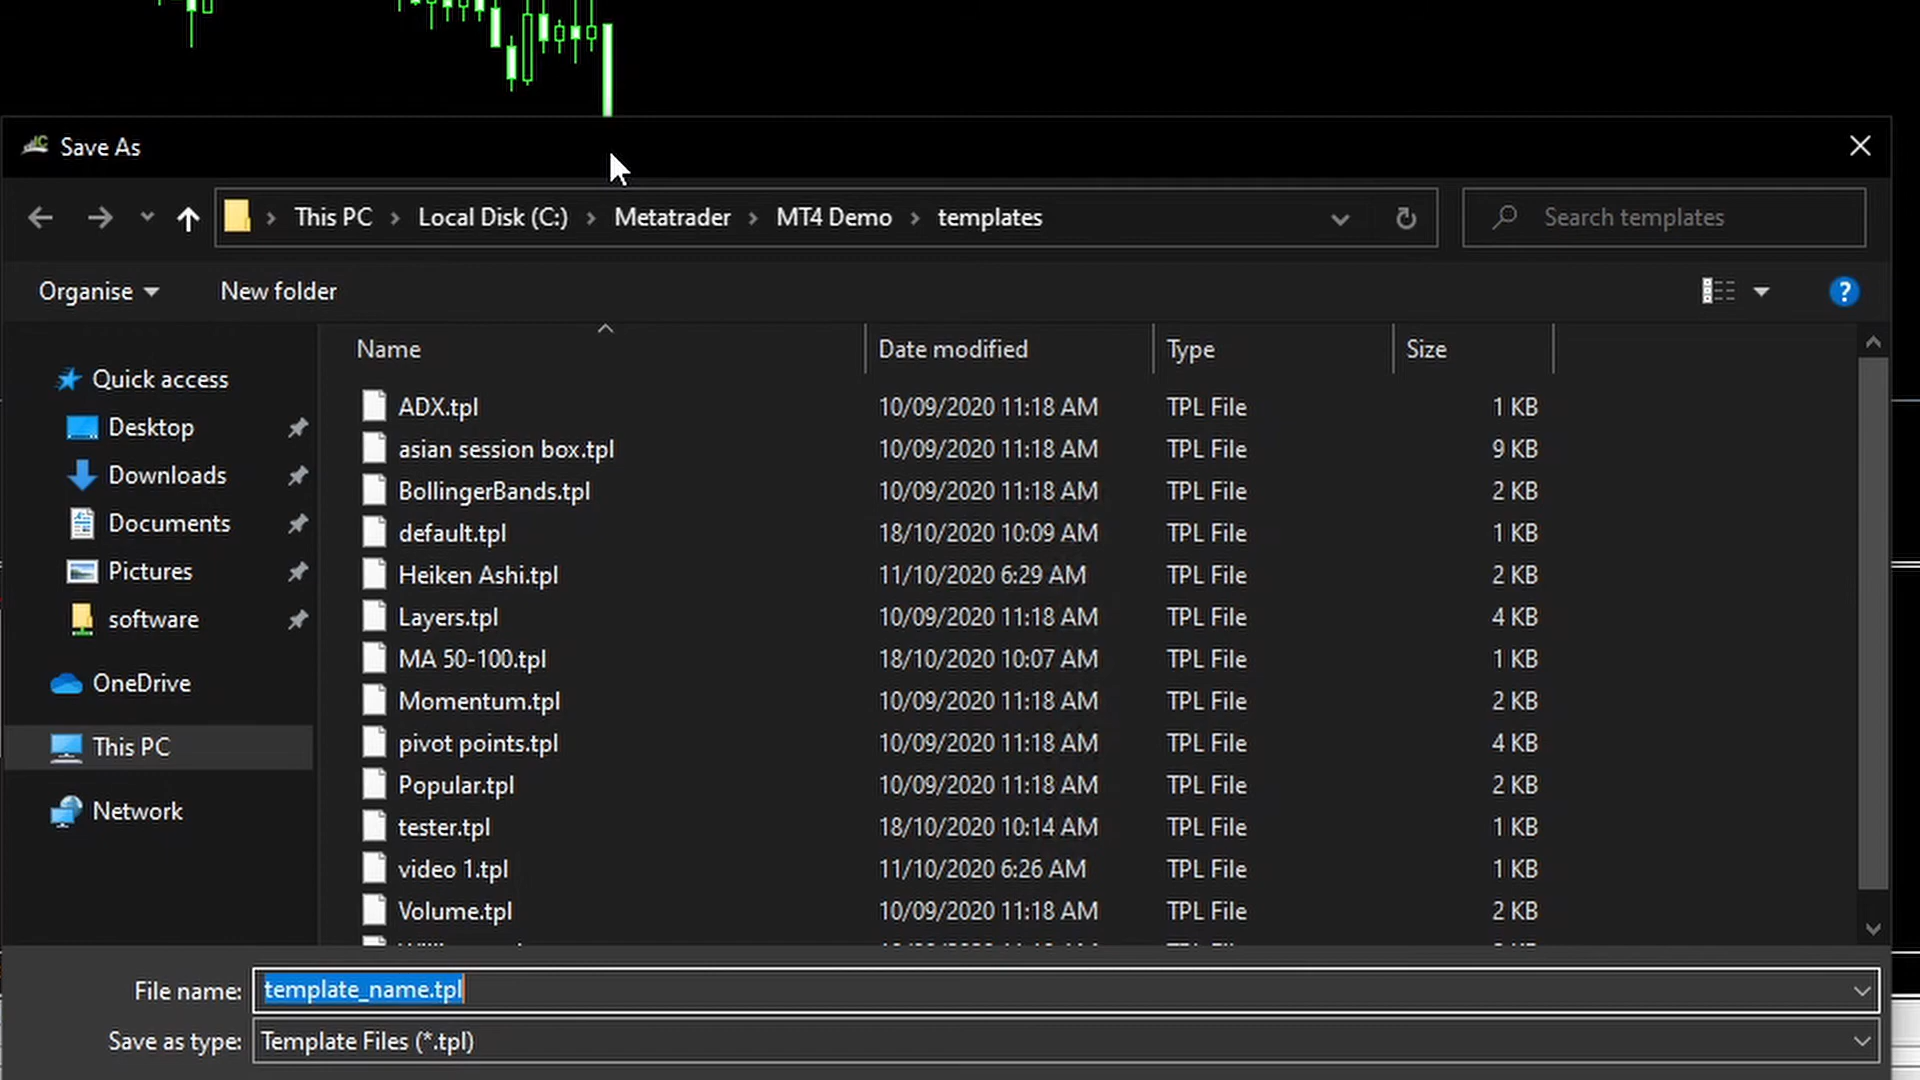 Save As
This PC > Local Disk (C:) > Metatrader > MT4 Demo > templates
Search templates
Organise New folder
?
Name Date modified Type Size
Quick access
Desktop
Downloads
Documents
Pictures
software
OneDrive
This PC
Network
ADX.tpl 10/09/2020 11:18 AM TPL File 1 KB
asian session box.tpl 10/09/2020 11:18 AM TPL File 9 KB
BollingerBands.tpl 10/09/2020 11:18 AM TPL File 2 KB
default.tpl 18/10/2020 10:09 AM TPL File 1 KB
Heiken Ashi.tpl 11/10/2020 6:29 AM TPL File 2 KB
Layers.tpl 10/09/2020 11:18 AM TPL File 4 KB
MA 50-100.tpl 18/10/2020 10:07 AM TPL File 1 KB
Momentum.tpl 10/09/2020 11:18 AM TPL File 2 KB
pivot points.tpl 10/09/2020 11:18 AM TPL File 4 KB
Popular.tpl 10/09/2020 11:18 AM TPL File 2 KB
tester.tpl 18/10/2020 10:14 AM TPL File 1 KB
video 1.tpl 11/10/2020 6:26 AM TPL File 1 KB
Volume.tpl 10/09/2020 11:18 AM TPL File 2 KB
File name: template_name.tpl
Save as type: Template Files (*.tpl)